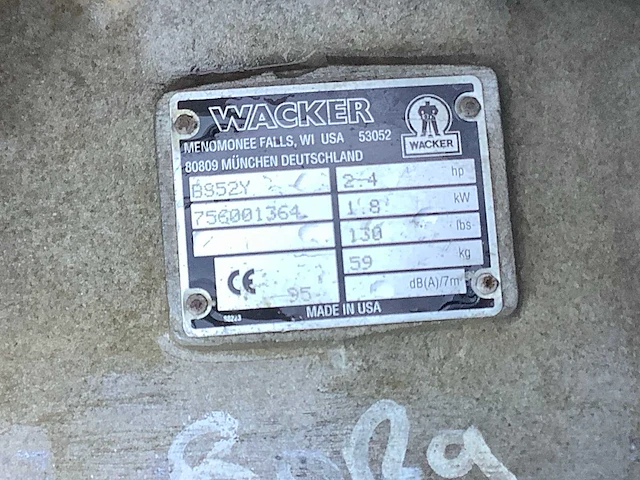 WACKER
MENOMONEE FALLS, WI USA 53052
80809 MÜNCHEN DEUTSCHLAND
WACKER
BS52Y 2.4 hp
756001364 1.8 kW
130 lbs
59 kg
CE 95 dB(A)/7m
MADE IN USA